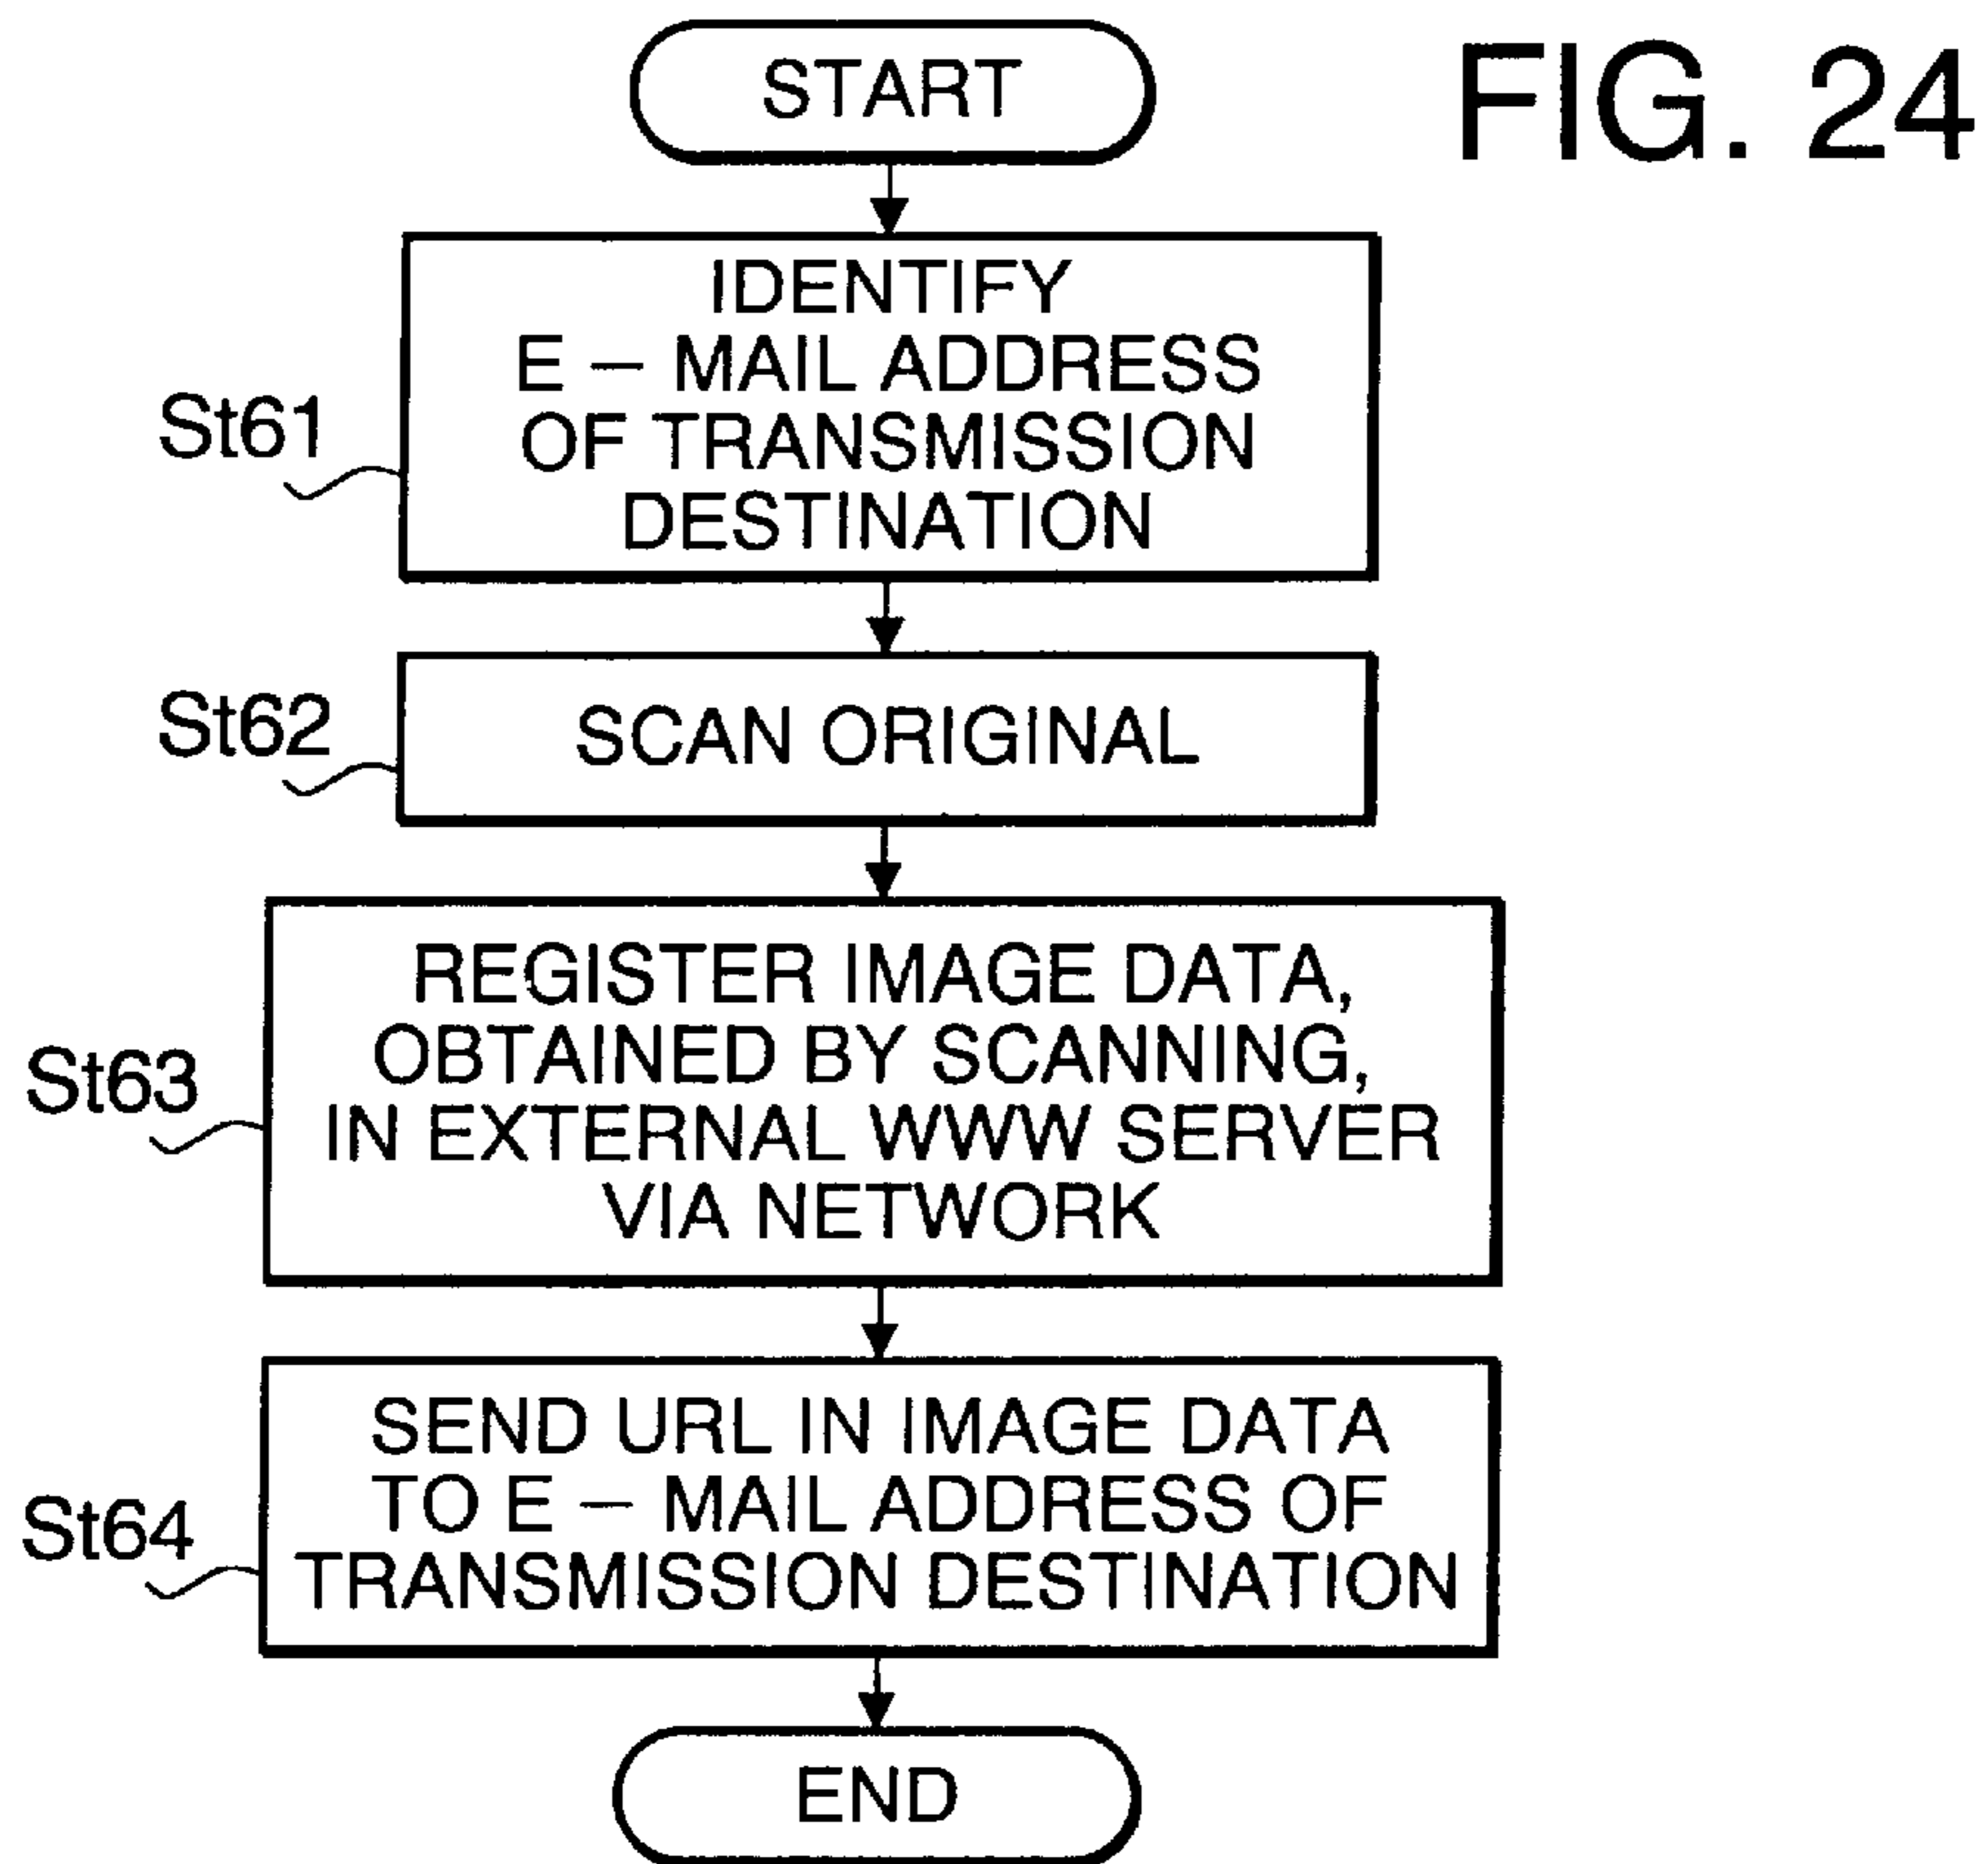 START
FIG. 24
IDENTIFY
E – MAIL ADDRESS
OF TRANSMISSION
DESTINATION
St61
St62
SCAN ORIGINAL
REGISTER IMAGE DATA,
OBTAINED BY SCANNING,
IN EXTERNAL WWW SERVER
VIA NETWORK
St63
SEND URL IN IMAGE DATA
TO E – MAIL ADDRESS OF
TRANSMISSION DESTINATION
St64
END